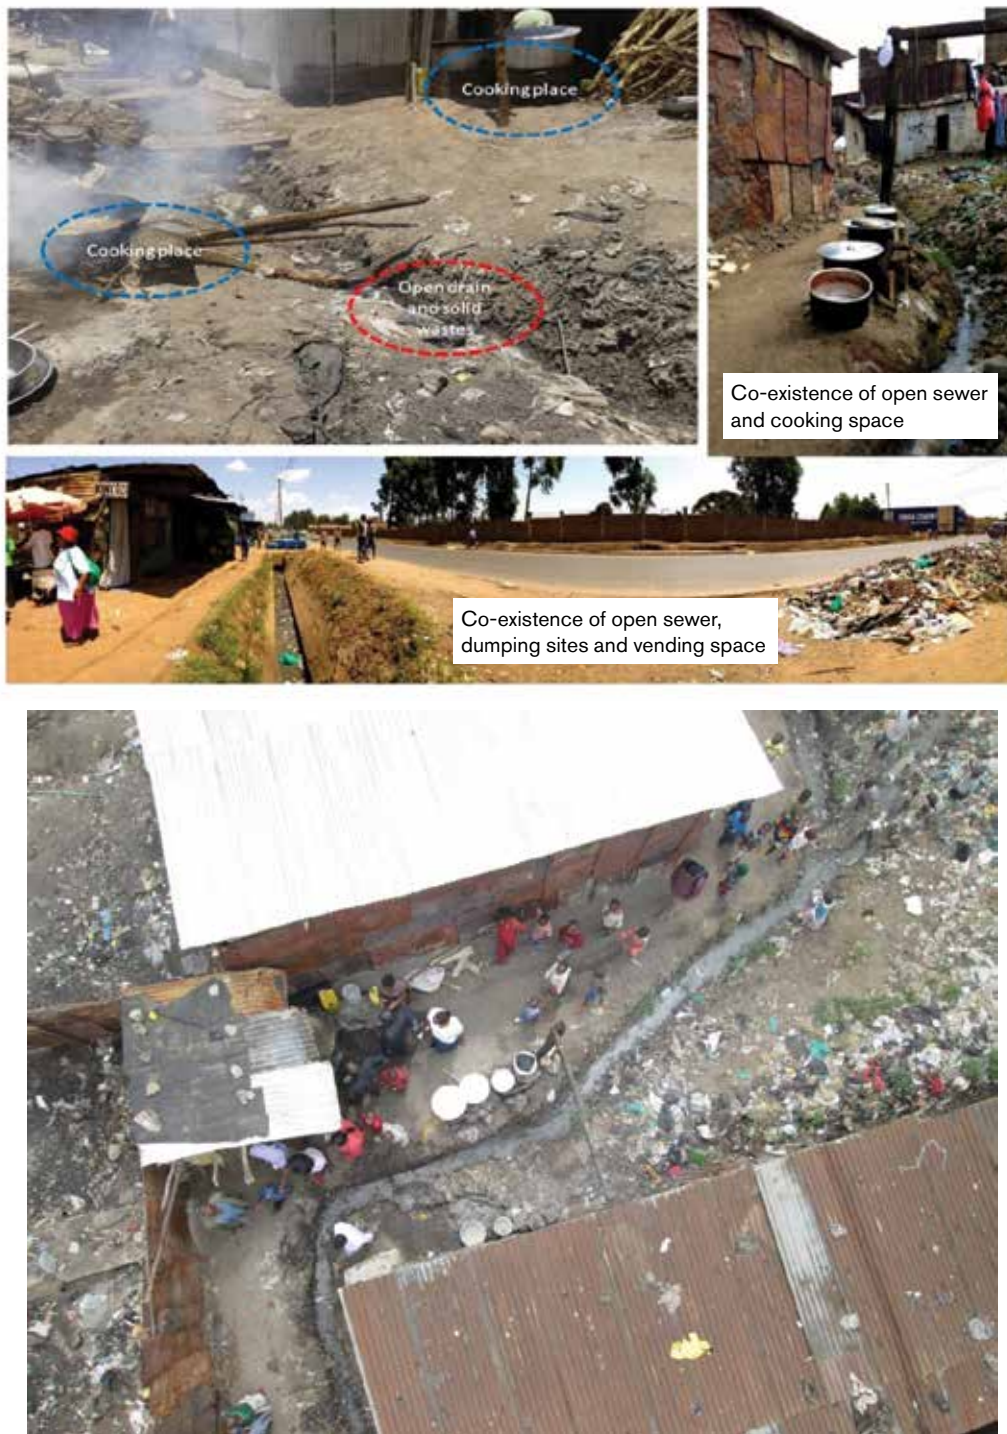 Cooking place
Cooking place
Open drain
and solid
wastes
Co-existence of open sewer
and cooking space
Co-existence of open sewer,
dumping sites and vending space